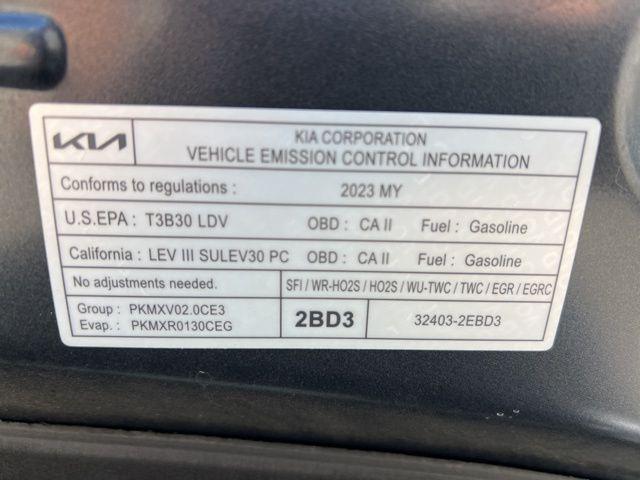 KIA
KIA CORPORATION
VEHICLE EMISSION CONTROL INFORMATION
Conforms to regulations : 2023 MY
U.S.EPA : T3B30 LDV OBD : CA II Fuel : Gasoline
California : LEV III SULEV30 PC OBD : CA II Fuel : Gasoline
No adjustments needed. SFI / WR-HO2S / HO2S / WU-TWC / TWC / EGR / EGRC
Group : PKMXV02.0CE3
Evap. : PKMXR0130CEG
2BD3
32403-2EBD3